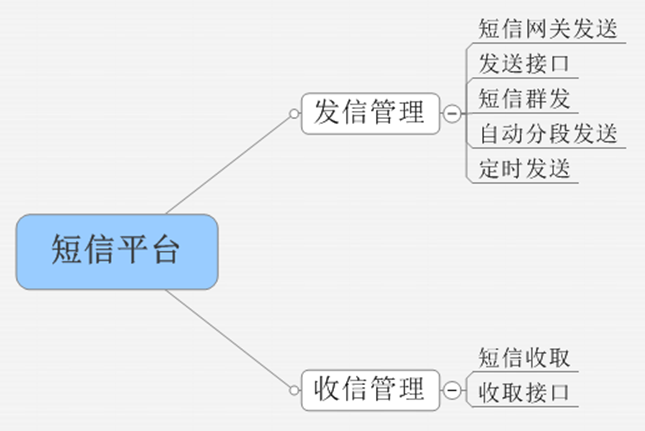 短信平台
发信管理
短信网关发送
发送接口
短信群发
自动分段发送
定时发送
收信管理
短信收取
收取接口